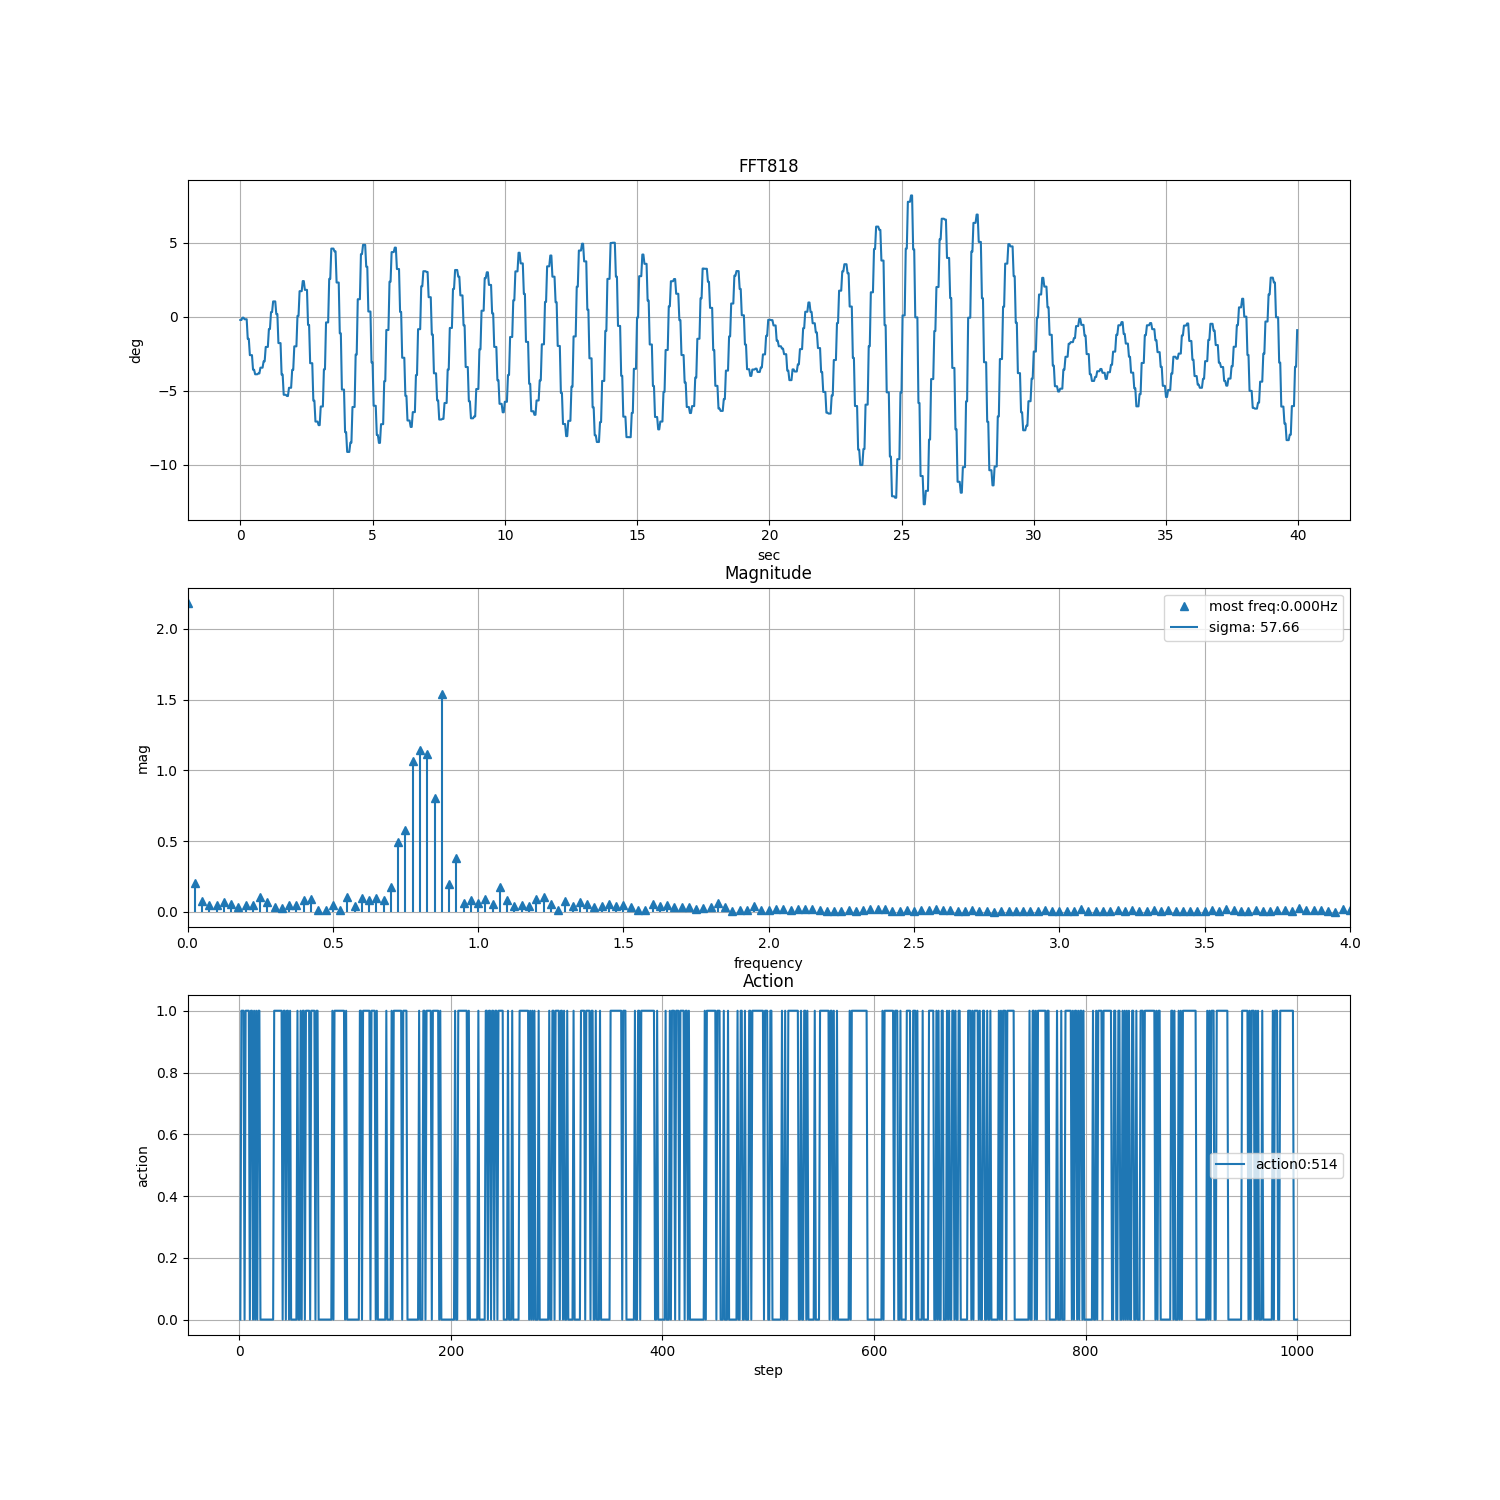 FFT818
deg
5
0
−5
−10
0 5 10 15 20 25 30 35 40
sec
Magnitude
mag
2.0
1.5
1.0
0.5
0.0
most freq:0.000Hz
sigma: 57.66
0.0 0.5 1.0 1.5 2.0 2.5 3.0 3.5 4.0
frequency
Action
action
1.0
0.8
0.6
0.4
0.2
0.0
action0:514
0 200 400 600 800 1000
step